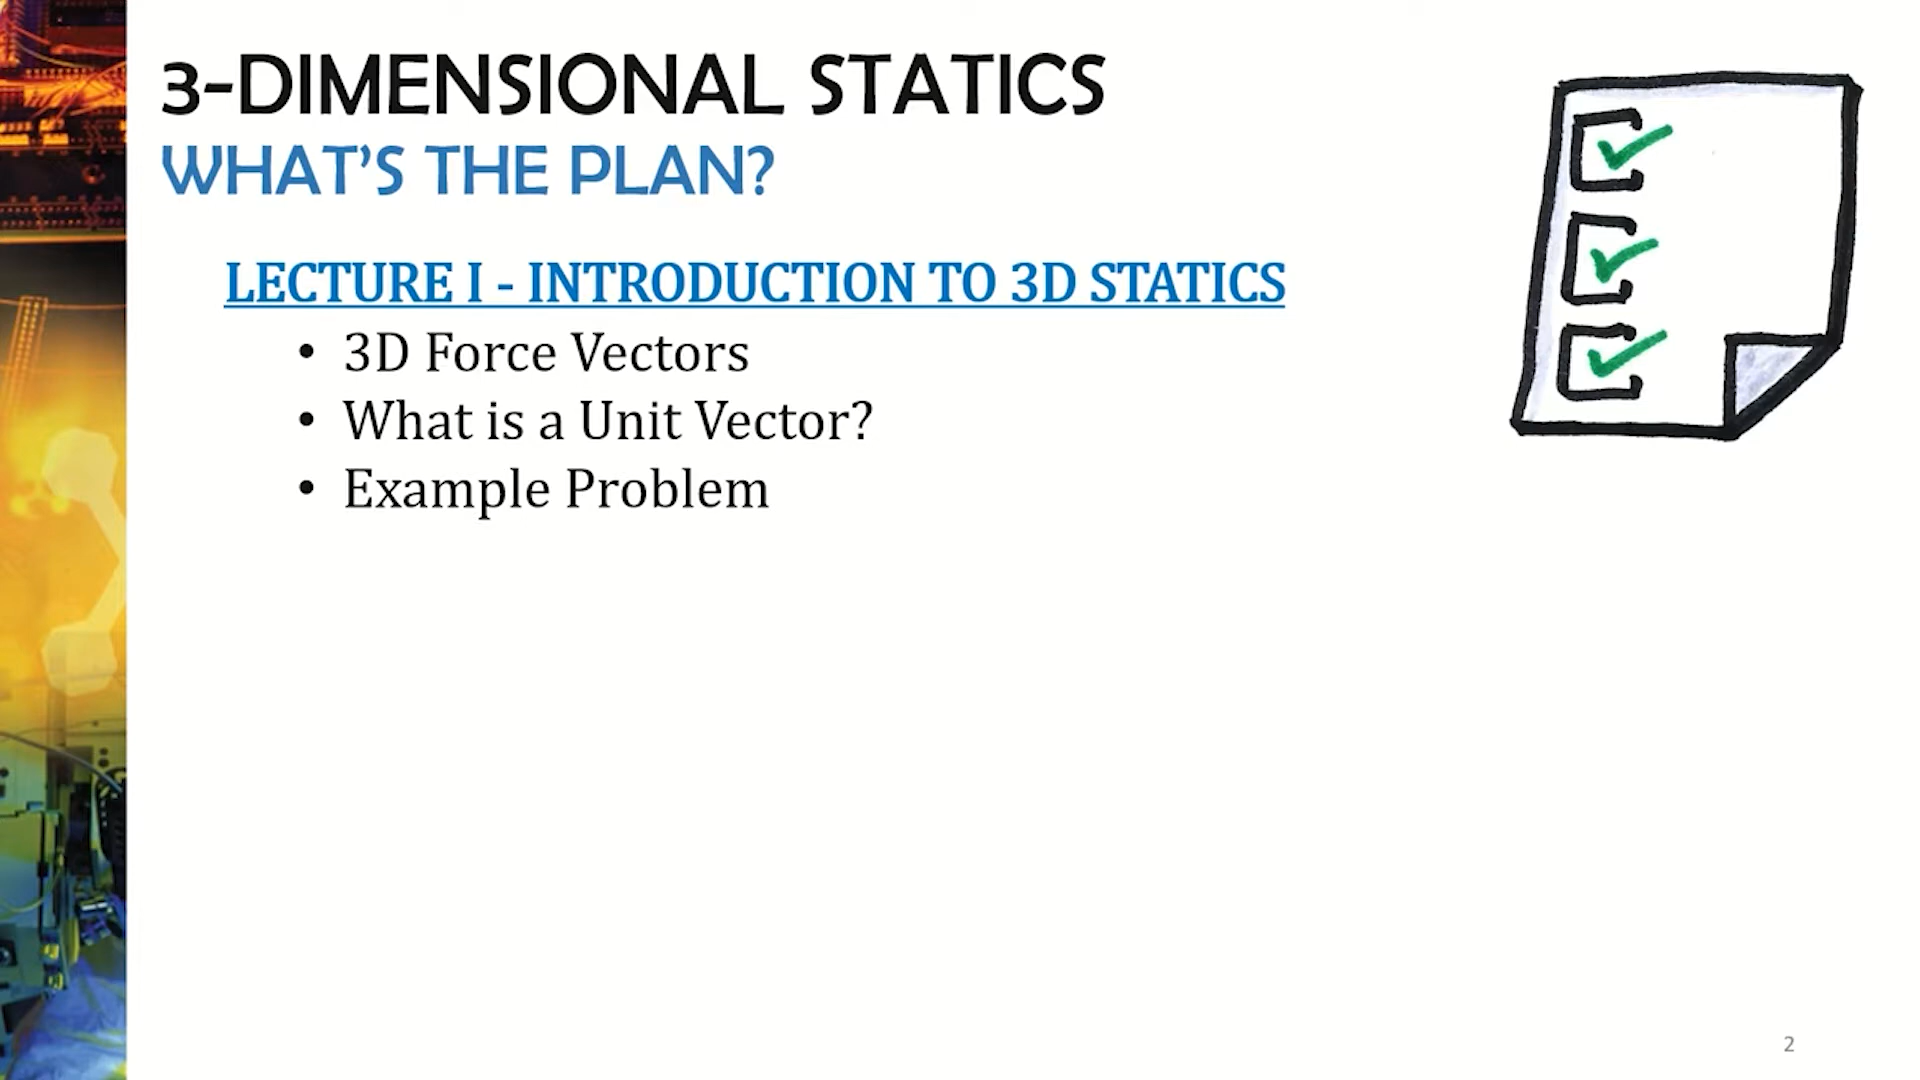 3-DIMENSIONAL STATICS
WHAT'S THE PLAN?
LECTURE I - INTRODUCTION TO 3D STATICS
• 3D Force Vectors
• What is a Unit Vector?
• Example Problem
2